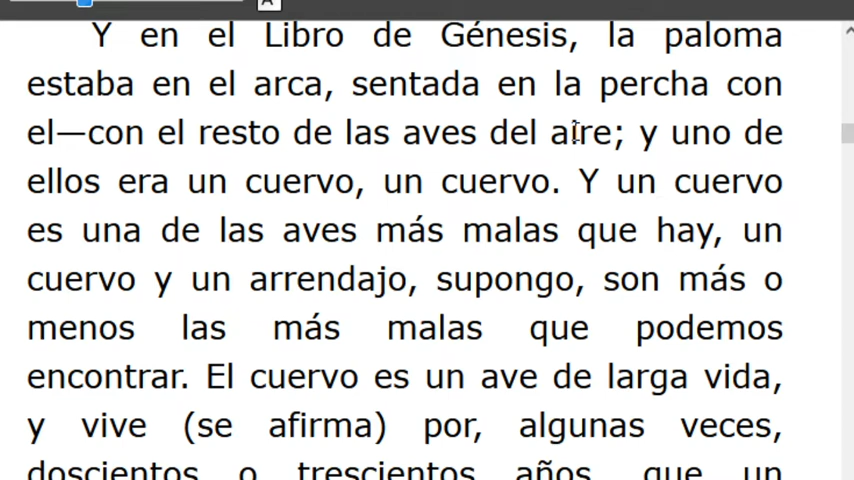 Y en el Libro de Génesis, la paloma
estaba en el arca, sentada en la percha con
el—con el resto de las aves del aire; y uno de
ellos era un cuervo, un cuervo. Y un cuervo
es una de las aves más malas que hay, un
cuervo y un arrendajo, supongo, son más o
menos las más malas que podemos
encontrar. El cuervo es un ave de larga vida,
y vive (se afirma) por, algunas veces,
doscientos o trescientos años, que un